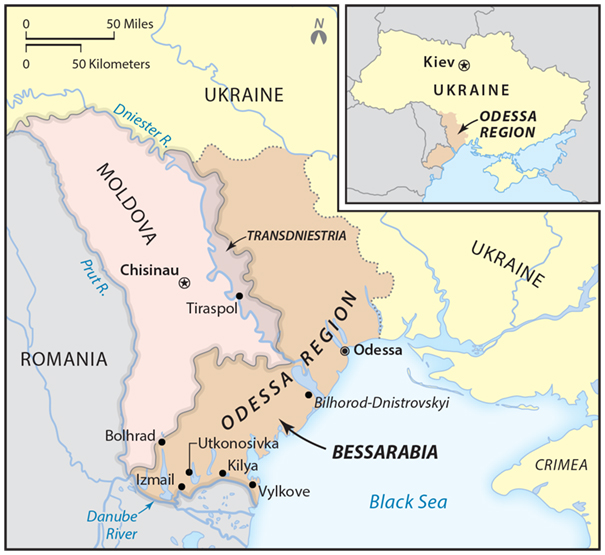 0 50 Miles
0 50 Kilometers
N
UKRAINE
Dniester R.
MOLDOVA
TRANSDNIESTRIA
Chisinau
Prut R.
Tiraspol
ROMANIA
ODESSA REGION
Odessa
Bilhorod-Dnistrovskyi
Bolhrad
Utkonosivka
BESSARABIA
Izmail
Kilya
Vylkove
Danube
River
Black Sea
CRIMEA
UKRAINE
Kiev
UKRAINE
ODESSA
REGION